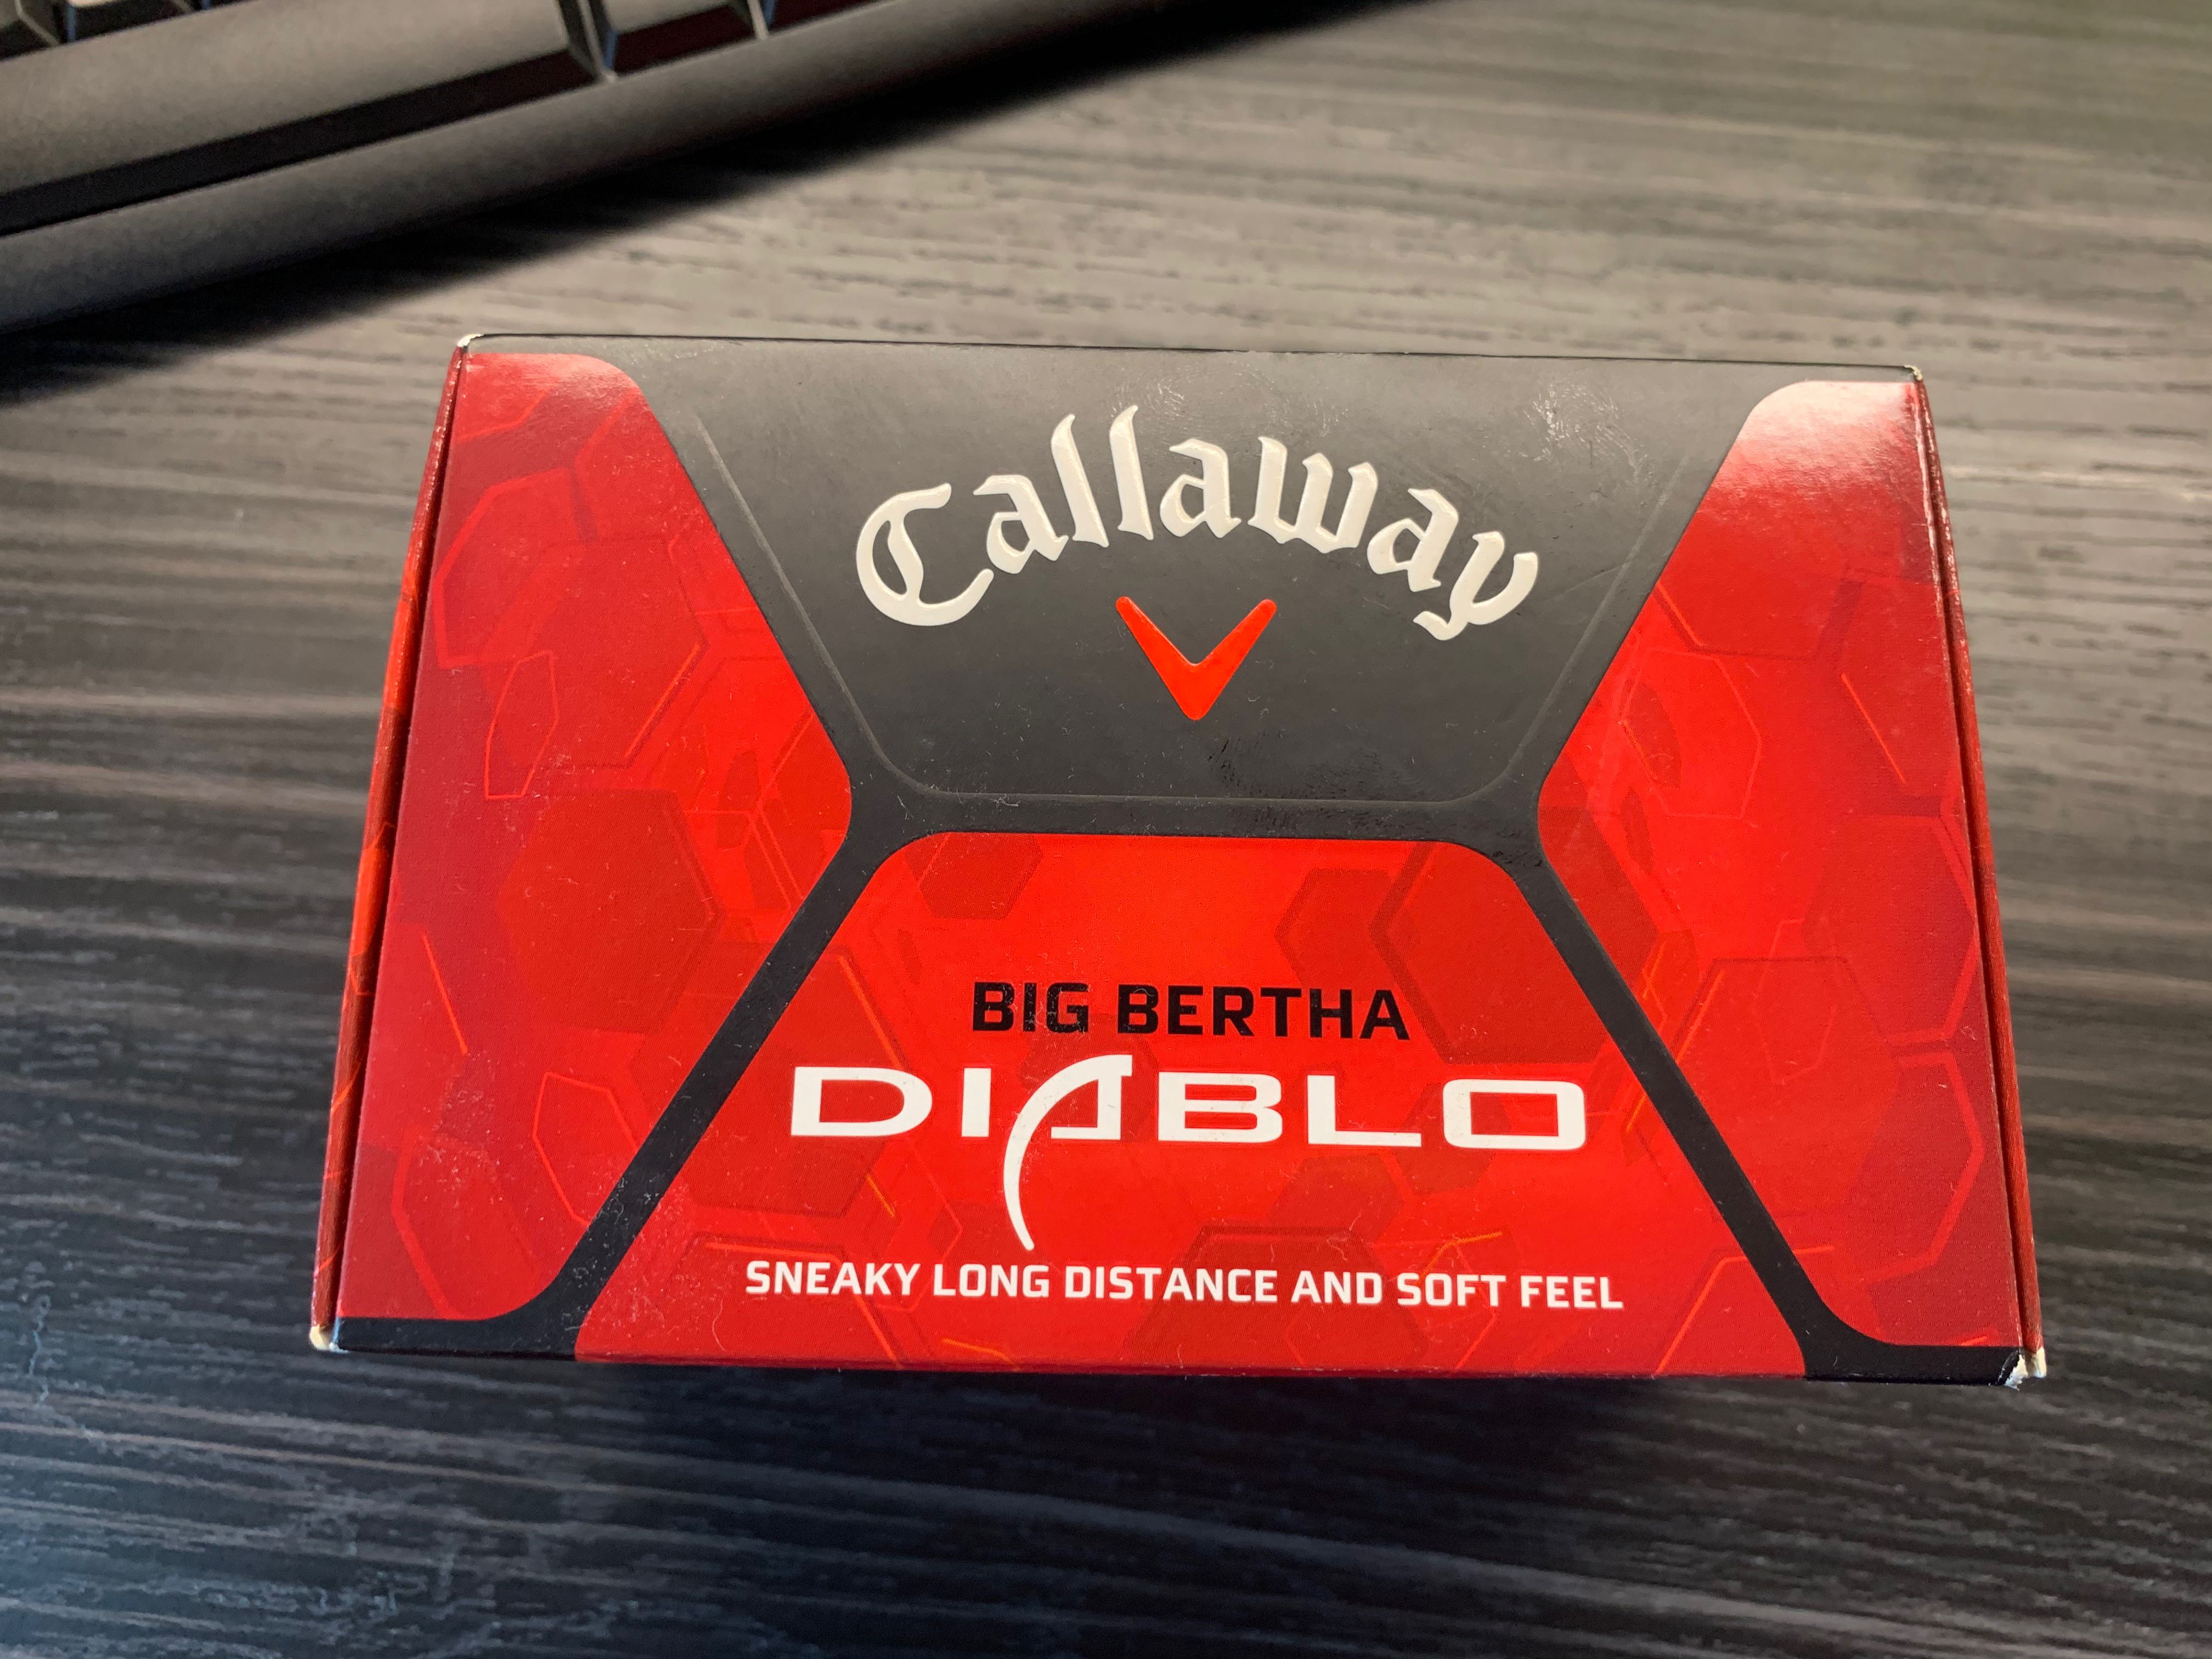 Callaway
BIG BERTHA
DIABLO
SNEAKY LONG DISTANCE AND SOFT FEEL